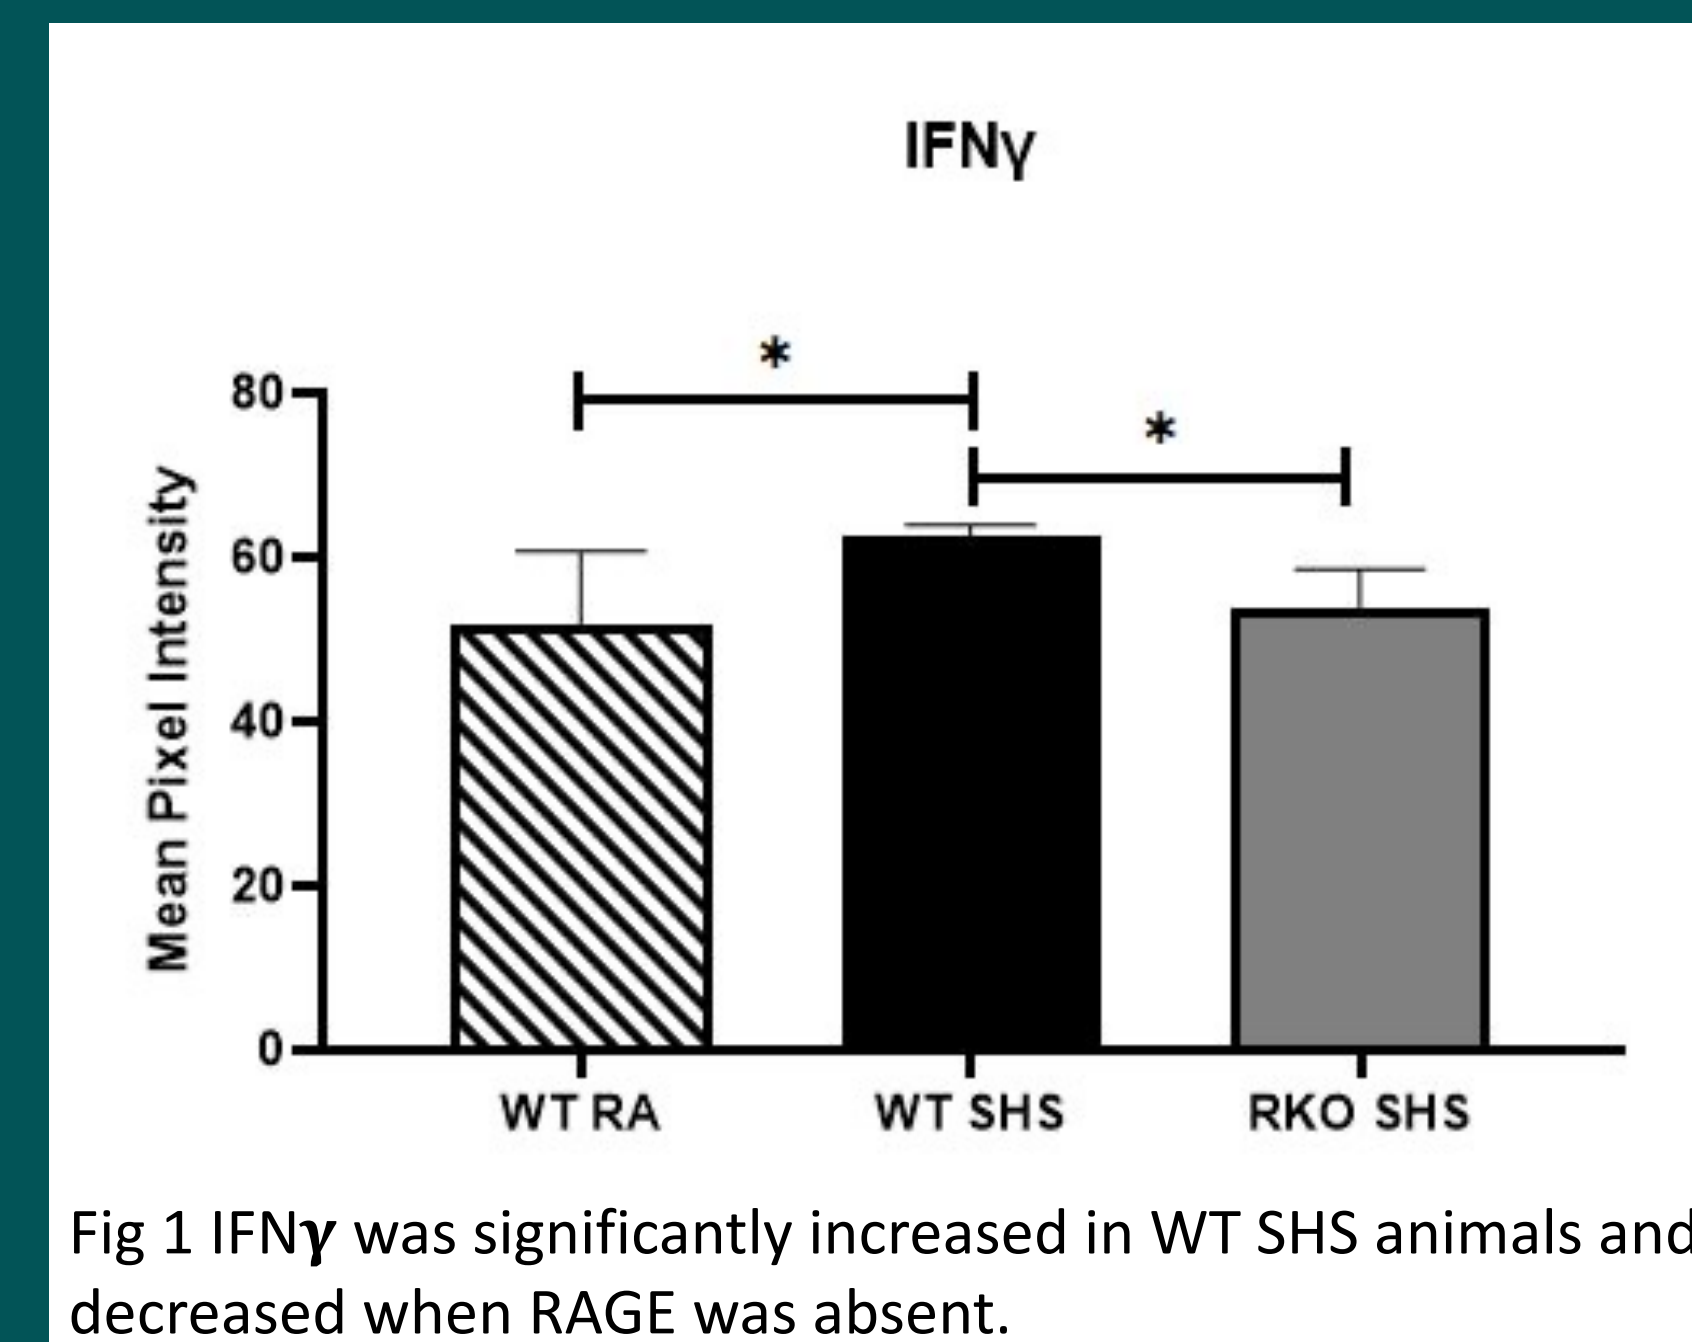 IFNγ
*
*
80
60
40
20
0
Mean Pixel Intensity
WT RA
WT SHS
RKO SHS
Fig 1 IFNγ was significantly increased in WT SHS animals and
decreased when RAGE was absent.